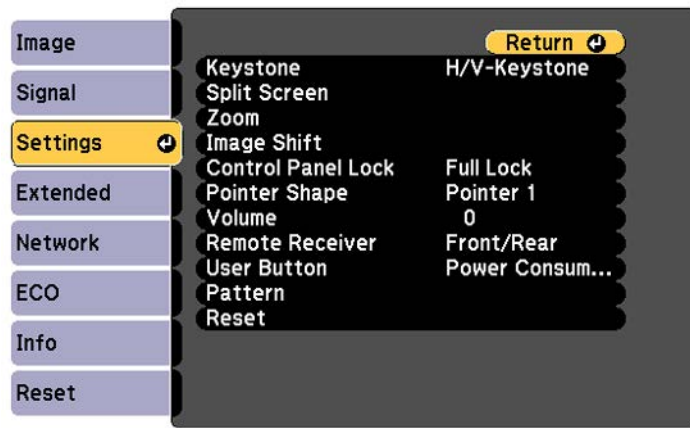 Image
Signal
Settings
Extended
Network
ECO
Info
Reset
Return
Keystone H/V-Keystone
Split Screen
Zoom
Image Shift
Control Panel Lock Full Lock
Pointer Shape Pointer 1
Volume 0
Remote Receiver Front/Rear
User Button Power Consum...
Pattern
Reset